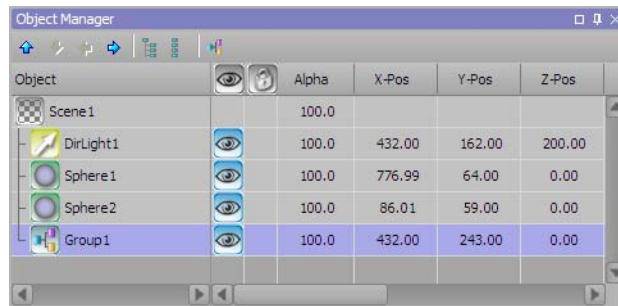 Object Manager
Object Alpha X-Pos Y-Pos Z-Pos
Scene1 100.0
DirLight1 100.0 432.00 162.00 200.00
Sphere1 100.0 776.99 64.00 0.00
Sphere2 100.0 86.01 59.00 0.00
Group1 100.0 432.00 243.00 0.00